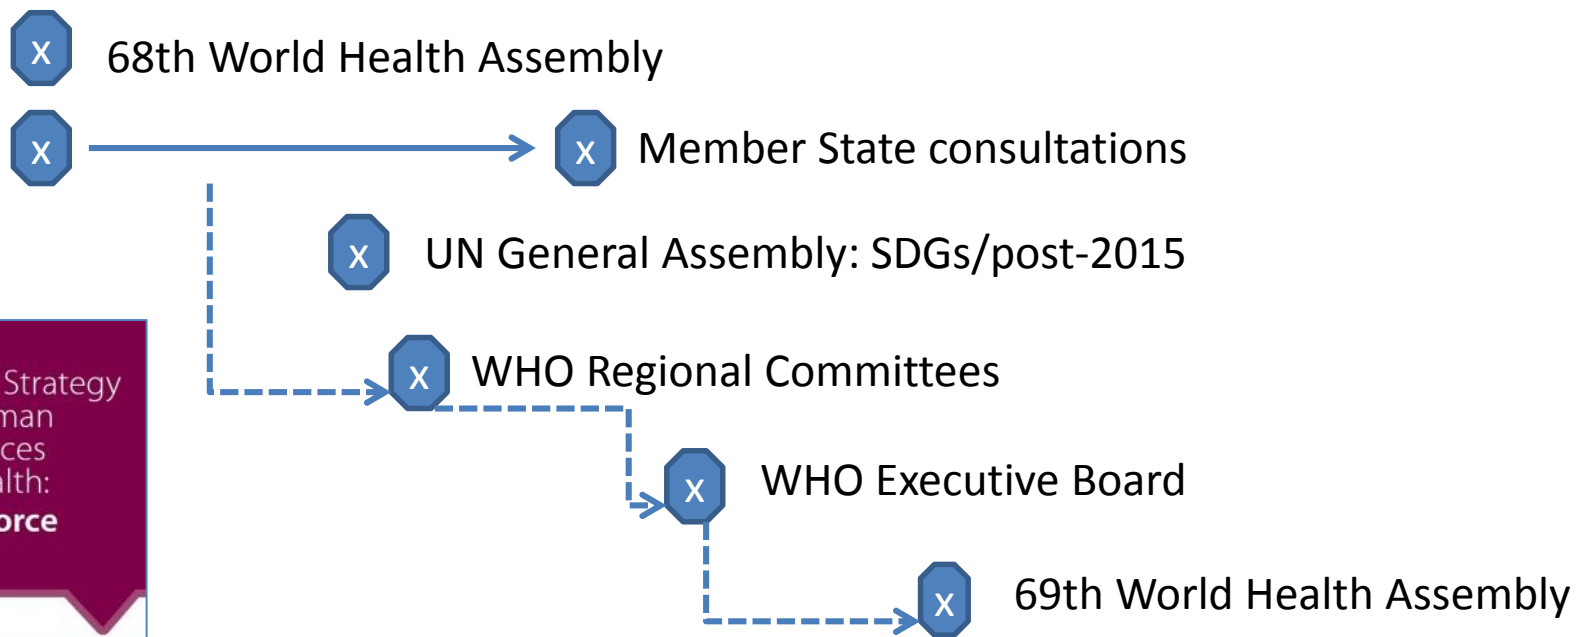 x 68th World Health Assembly
x x Member State consultations
x UN General Assembly: SDGs/post-2015
x WHO Regional Committees
x WHO Executive Board
x 69th World Health Assembly
Strategy
man
ces
alth:
orce